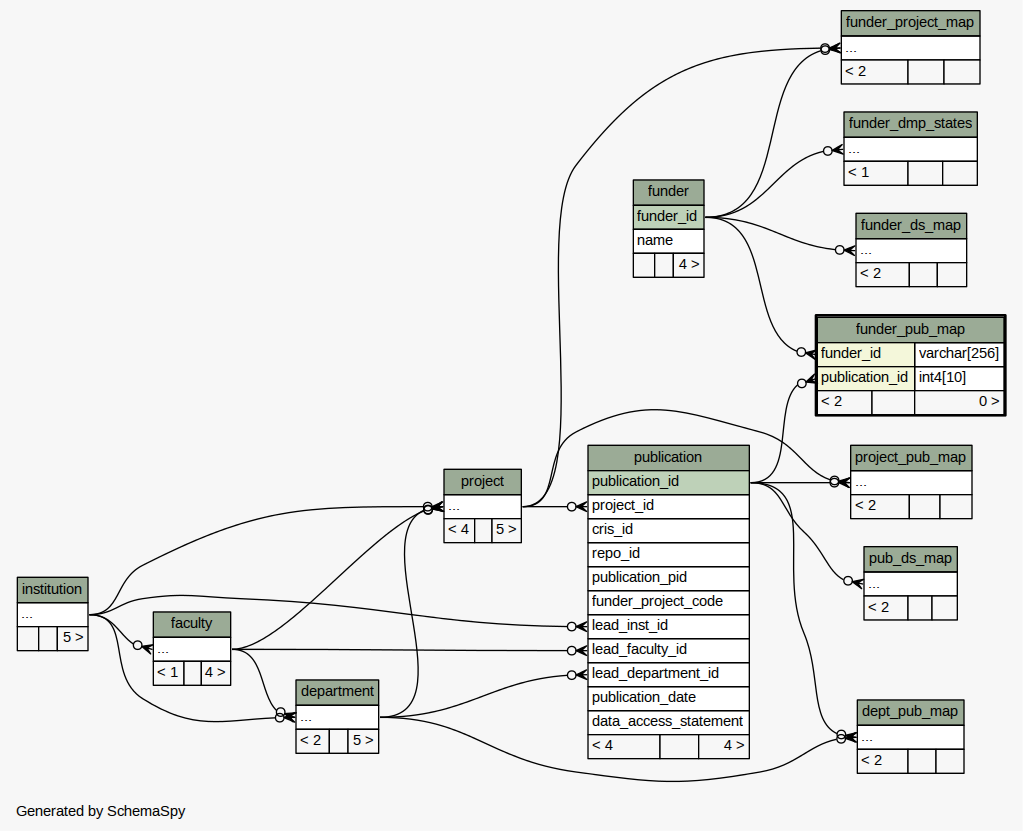 funder_project_map
...
< 2
funder_dmp_states
...
< 1
funder
funder_id
name
4 >
funder_ds_map
...
< 2
funder_pub_map
funder_id varchar[256]
publication_id int4[10]
< 2 0 >
publication
publication_id
project_id
cris_id
repo_id
publication_pid
funder_project_code
lead_inst_id
lead_faculty_id
lead_department_id
publication_date
data_access_statement
< 4 4 >
project_pub_map
...
< 2
project
...
< 4 5 >
pub_ds_map
...
< 2
institution
...
5 >
faculty
...
< 1 4 >
department
...
< 2 5 >
dept_pub_map
...
< 2
Generated by SchemaSpy